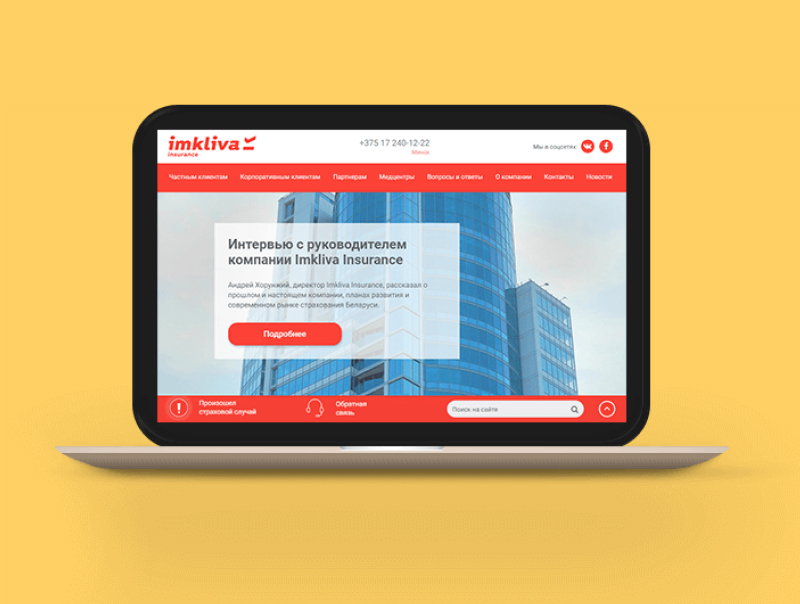 imkliva
insurance
+375 17 240-12-22
Минск
Мы в соцсетях:
Частным клиентам Корпоративным клиентам Партнерам Медцентры Вопросы и ответы О компании Контакты Новости
Интервью с руководителем
компании Imkliva Insurance
Андрей Хорунжий, директор Imkliva Insurance, рассказал о
прошлом и настоящем компании, планах развития и
современном рынке страхования Беларуси.
Подробнее
Произошел
страховой случай
Обратная
связь
Поиск на сайте